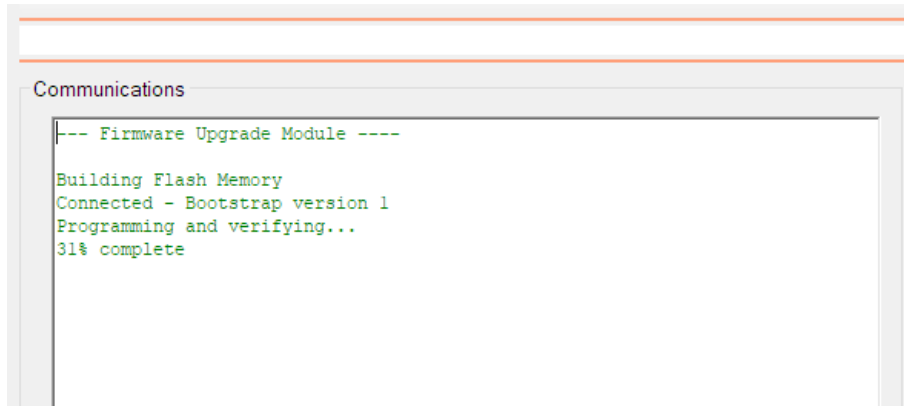 Communications
--- Firmware Upgrade Module ----
Building Flash Memory
Connected - Bootstrap version 1
Programming and verifying...
31% complete